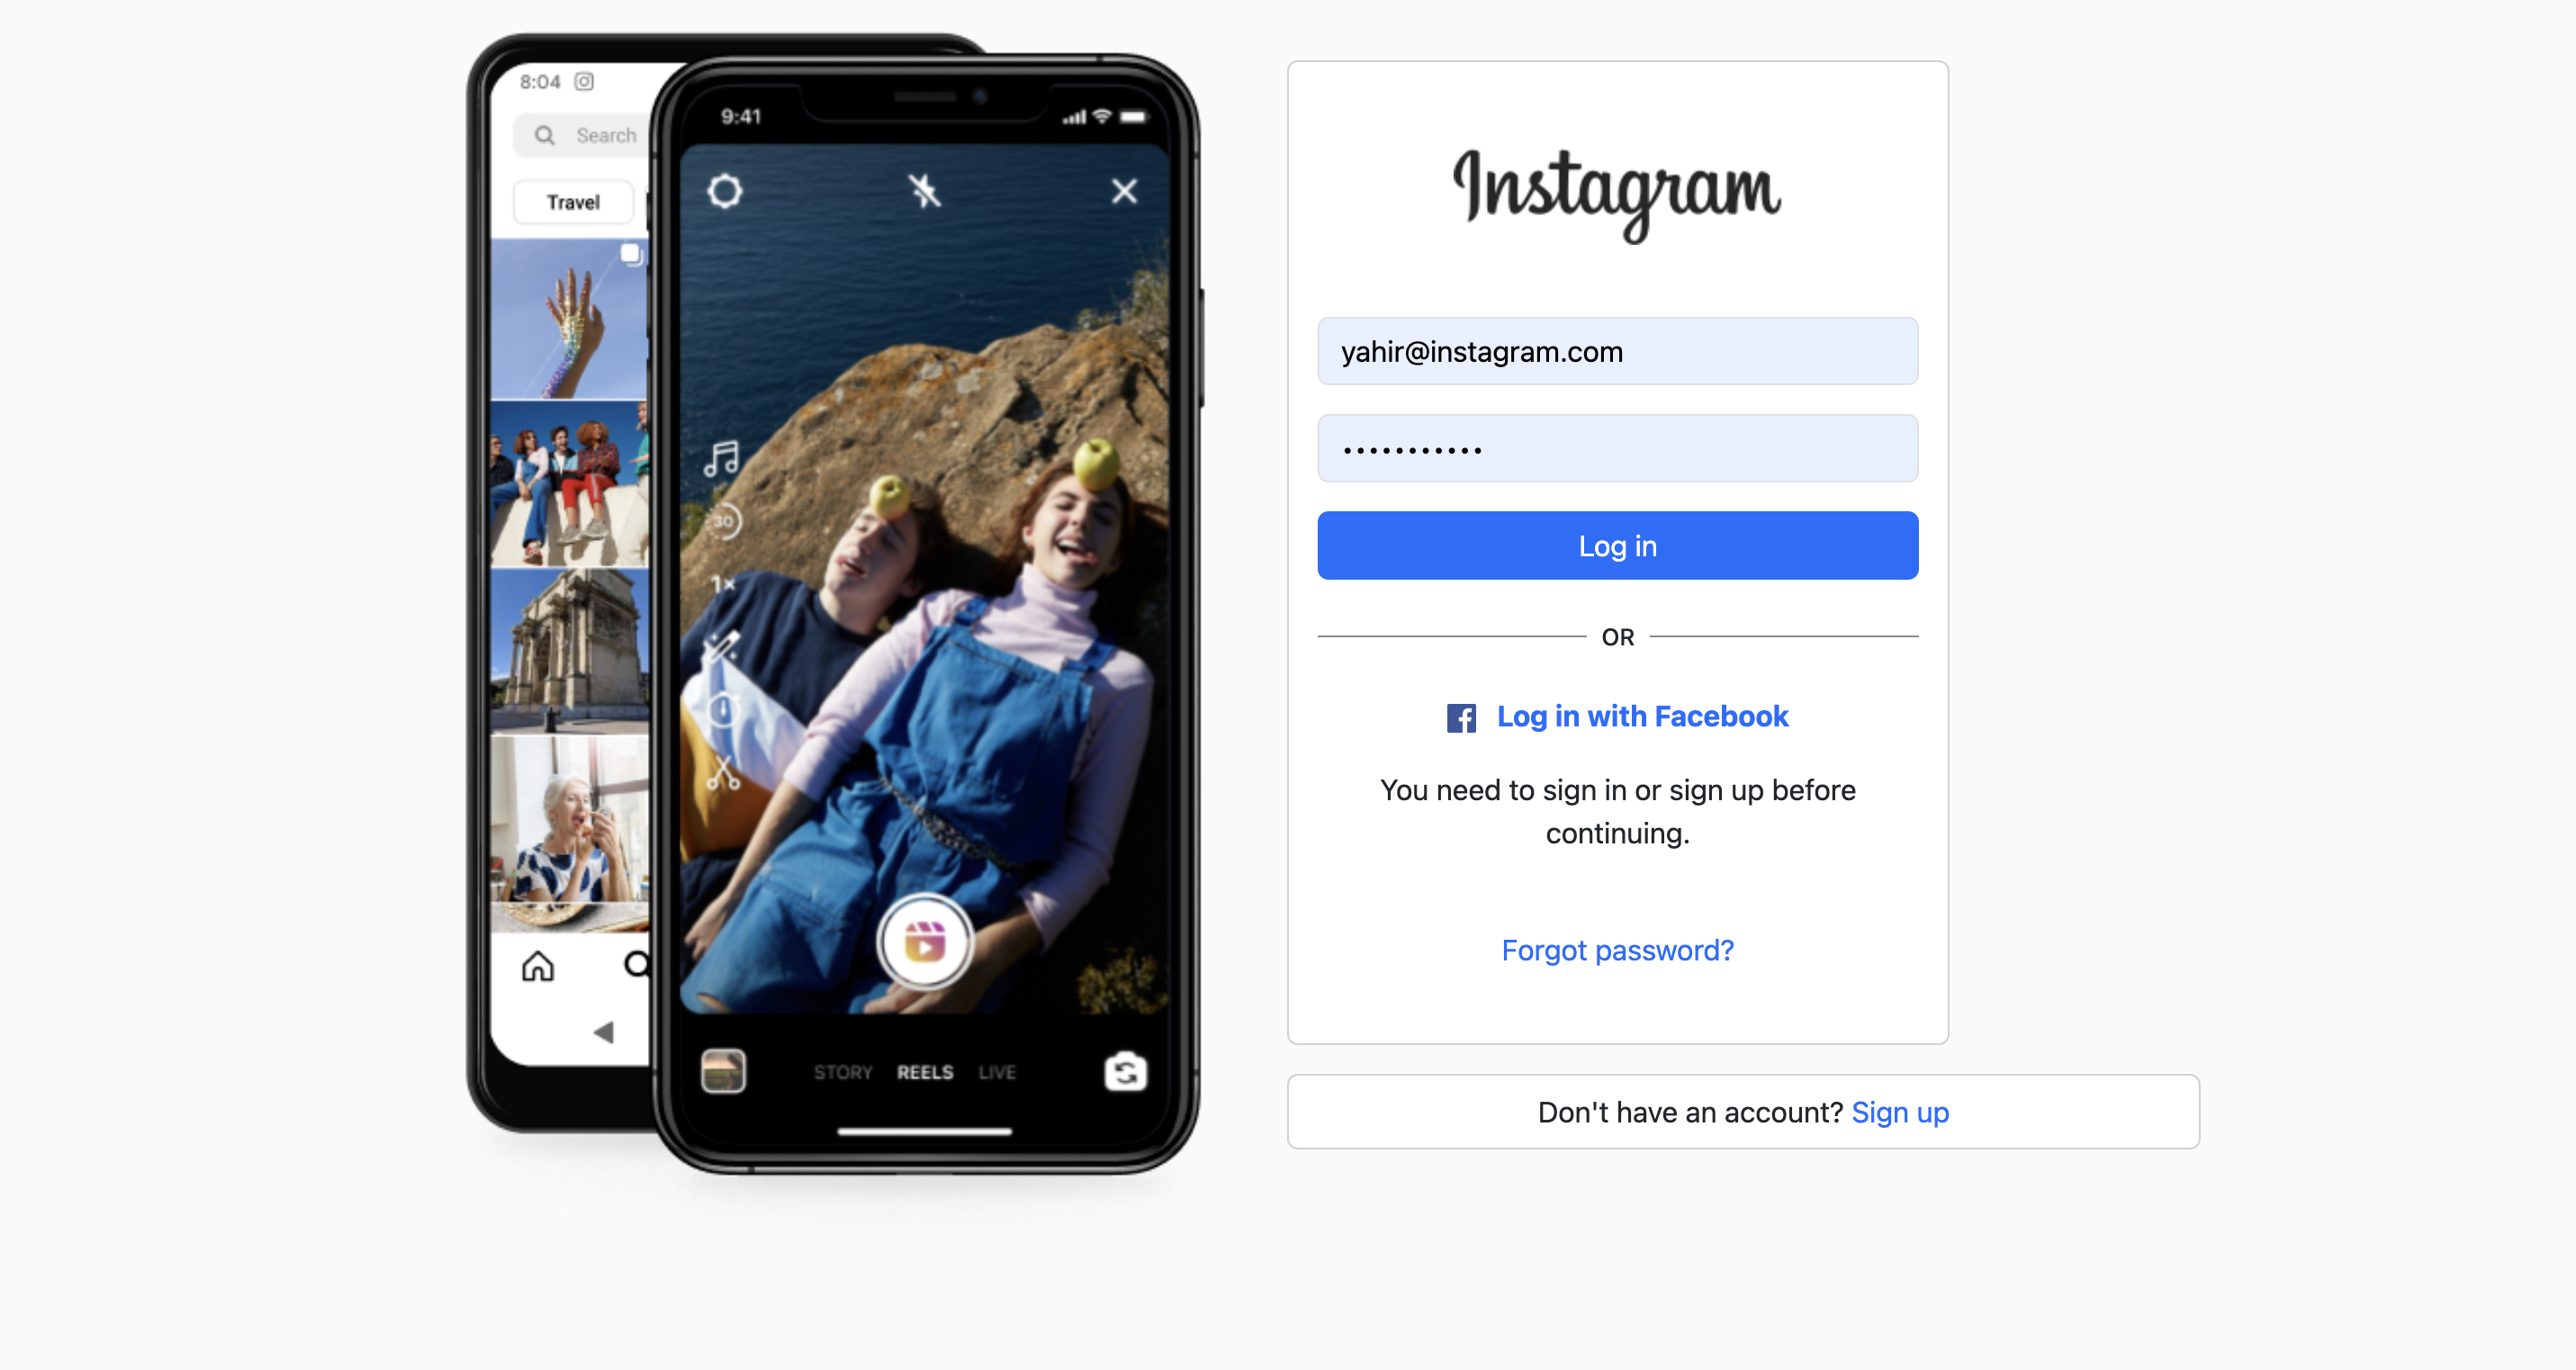 8:04
Search
Travel
9:41
30
1×
STORY REELS LIVE
Instagram
yahir@instagram.com
•••••••••••
Log in
OR
Log in with Facebook
You need to sign in or sign up before
continuing.
Forgot password?
Don't have an account? Sign up